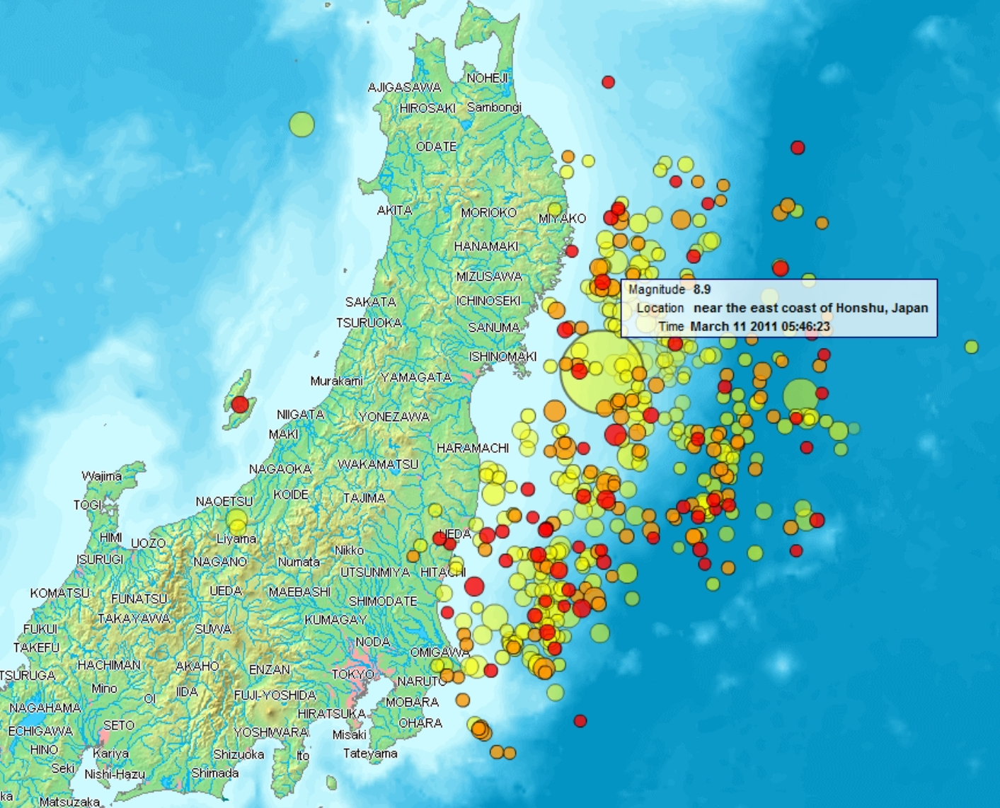 NOHEJI
AJIGASAWA
HIROSAKI Sambongi
ODATE
AKITA MORIOKO MIYAKO
HANAMAKI
MIZUSAWA
Magnitude 8.9
Location near the east coast of Honshu, Japan
Time March 11 2011 05:46:23
SAKATA ICHINOSEKI
TSURUOKA SANUMA
ISHINOMAKI
Murakami YAMAGATA
NIIGATA YONEZAWA
MAKI
HARAMACHI
NAGAOKA WAKAMATSU
Wajima
KOIDE TAJIMA
TOGI NAOETSU
HIMI UOZO Liyama UEDA
ISURUGI NAGANO Numata Nikko
UTSUNMIYA HITACHI
KOMATSU FUNATSU UEDA MAEBASHI
SHIMODATE
TAKAYAWA KUMAGAY
FUKUI SUWA
TAKEFU NODA OMIGAWA
HACHIMAN AKAHO ENZAN TOKYO
TSURUGA NARUTO
Mino OI IIDA FUJI-YOSHIDA MOBARA
NAGAHAMA HIRATSUKA
SETO OHARA
ECHIGAWA YOSHIWARA Misaki
HINO Kariya Shizuoka Ito Tateyama
Seki Nishi-Hazu Shimada
ka Matsuzaka